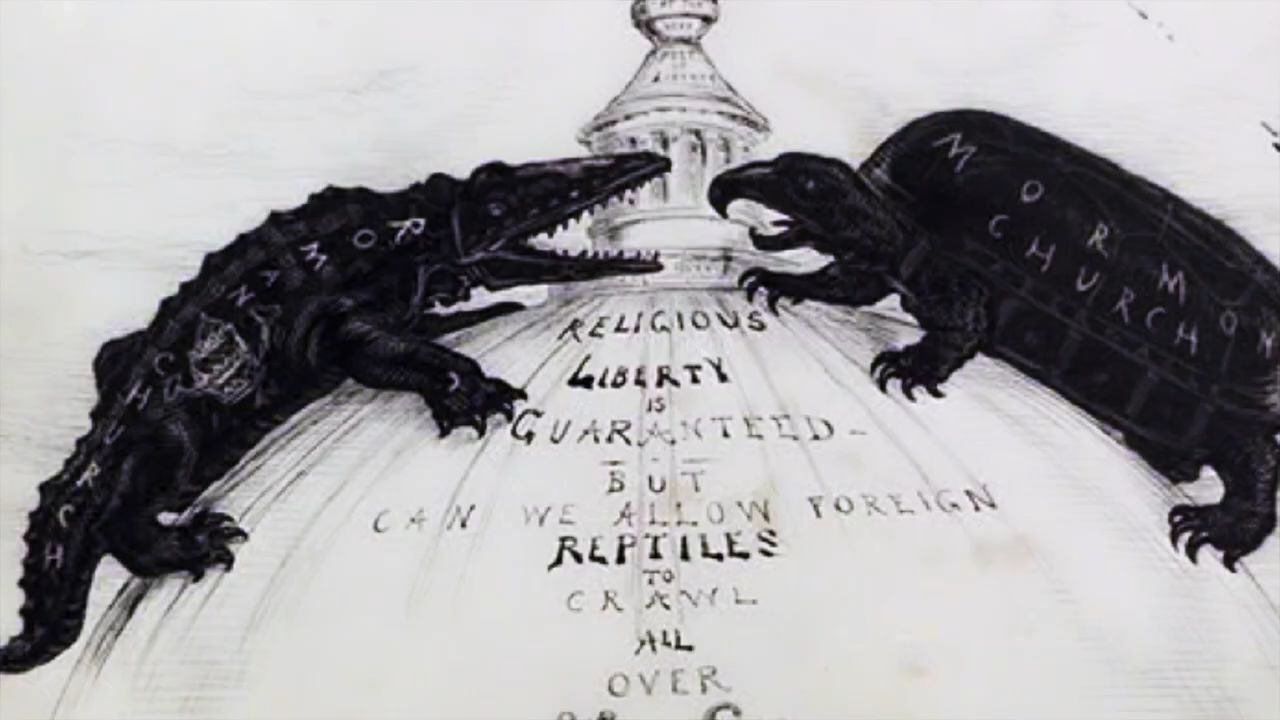 ROMAN CHURCH
MORMON
CHURCH
RELIGIOUS
LIBERTY
IS
GUARANTEED-
BUT
CAN WE ALLOW FOREIGN
REPTILES
TO
CRAWL
ALL
OVER